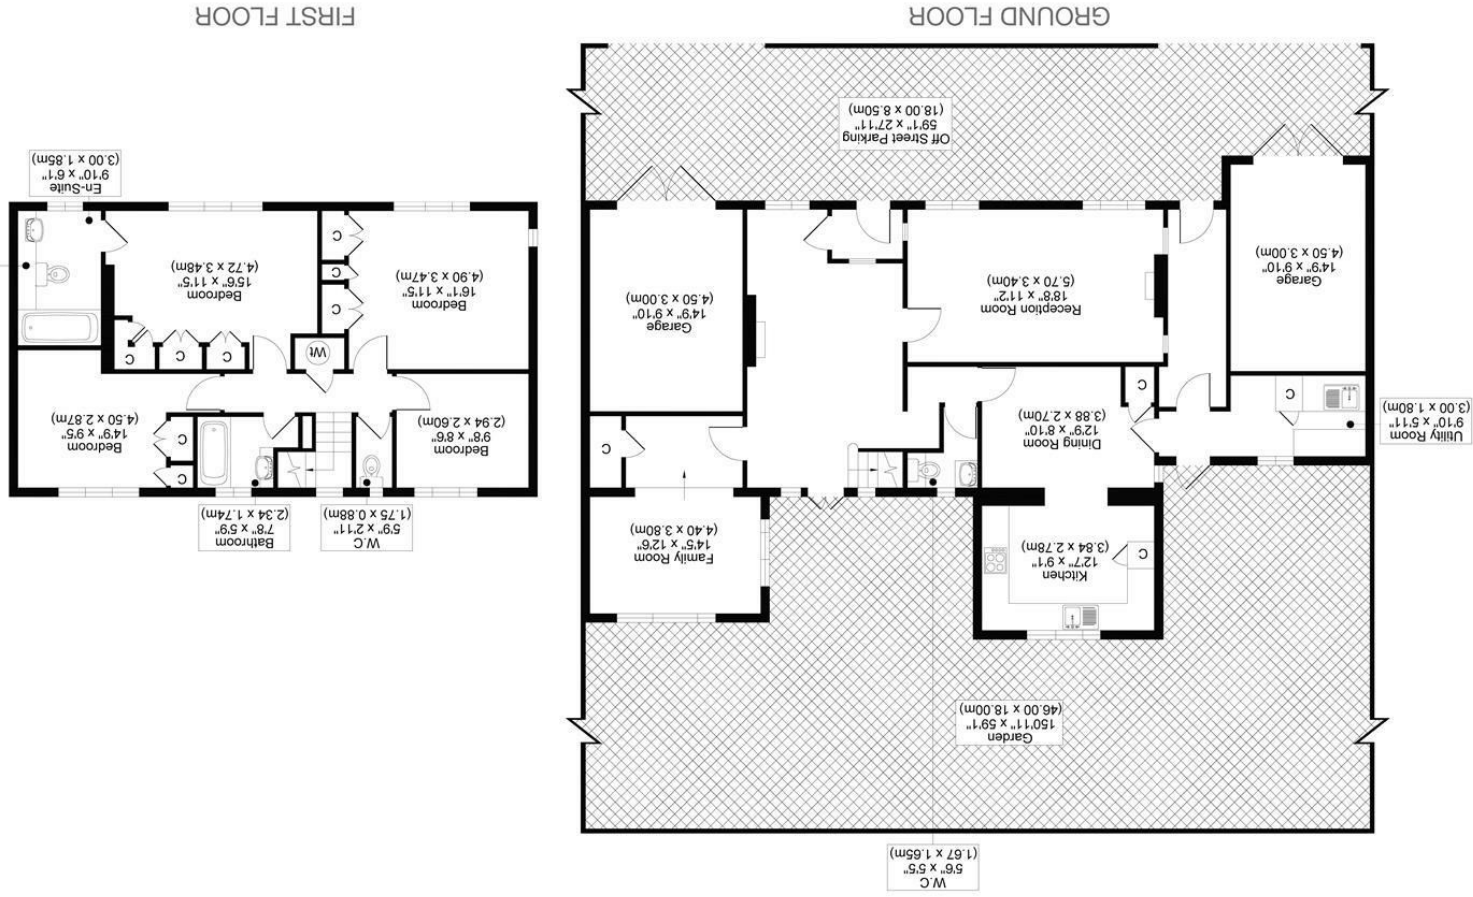 Garden
150'11" x 59'1"
(46.00 x 18.00m)
W.C
5'6" x 5'5"
(1.67 x 1.65m)
Kitchen
12'7" x 9'1"
(3.84 x 2.78m)
C
Family Room
14'5" x 12'6"
(4.40 x 3.80m)
Utility Room
9'10" x 5'11"
(3.00 x 1.80m)
C
Dining Room
12'9" x 8'10"
(3.88 x 2.70m)
C
C
Garage
14'9" x 9'10"
(4.50 x 3.00m)
Reception Room
18'8" x 11'2"
(5.70 x 3.40m)
Garage
14'9" x 9'10"
(4.50 x 3.00m)
Off Street Parking
59'1" x 27'11"
(18.00 x 8.50m)
GROUND FLOOR
W.C
5'9" x 2'11"
(1.75 x 0.88m)
Bathroom
7'8" x 5'9"
(2.34 x 1.74m)
Bedroom
9'8" x 8'6"
(2.94 x 2.60m)
C
C
Bedroom
14'9" x 9'5"
(4.50 x 2.87m)
Wt
C
C
C
Bedroom
16'1" x 11'5"
(4.90 x 3.47m)
C
C
C
Bedroom
15'6" x 11'5"
(4.72 x 3.48m)
En-Suite
9'10" x 6'1"
(3.00 x 1.85m)
FIRST FLOOR